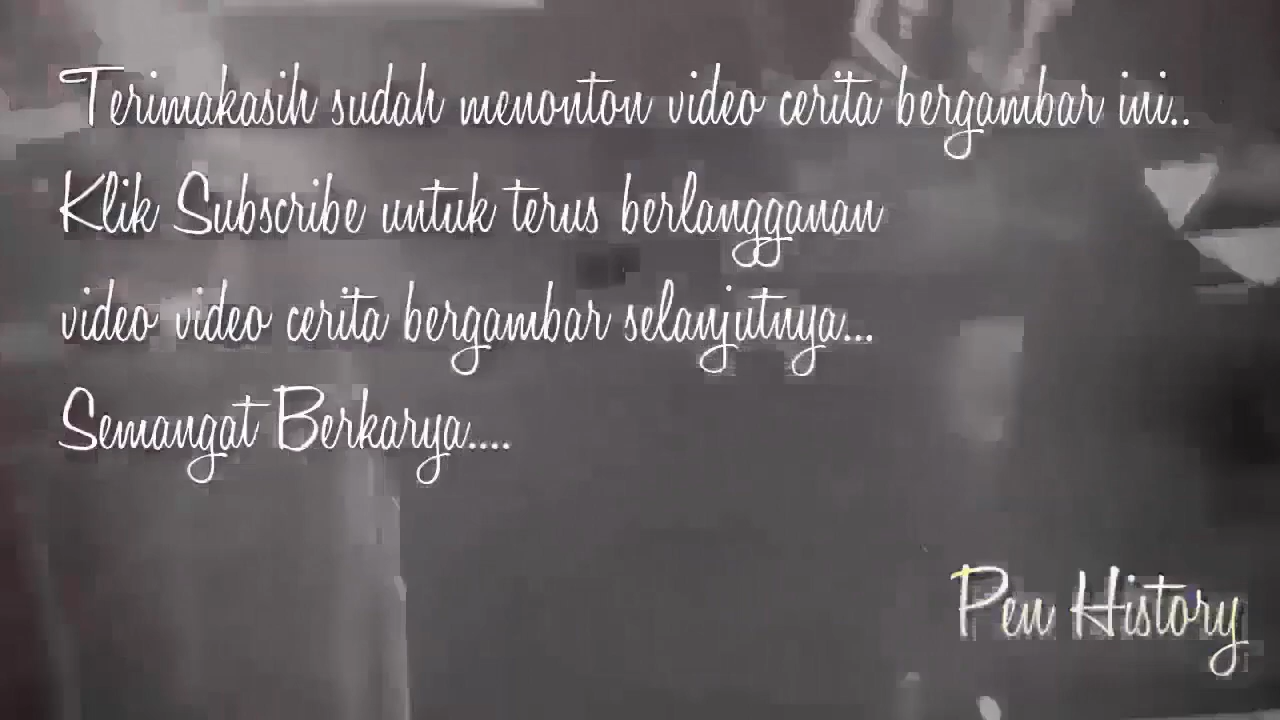 Terimakasih sudah menonton video cerita bergambar ini..
Klik Subscribe untuk terus berlangganan
video video cerita bergambar selanjutnya...
Semangat Berkarya....
Pen History